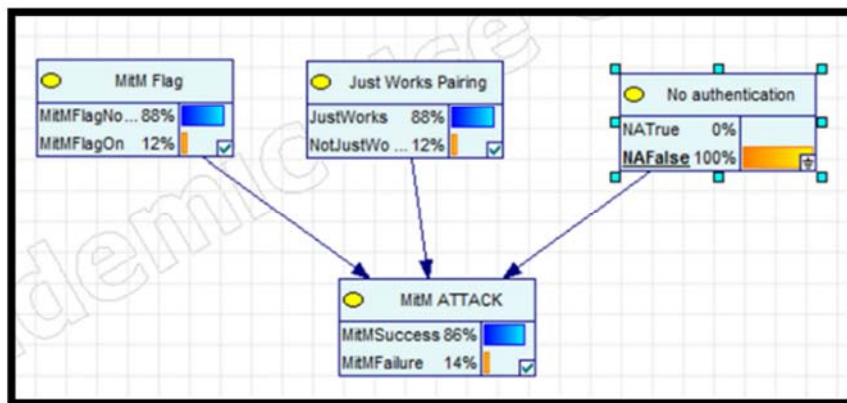 MitM Flag
MitMFlagNo... 88%
MitMFlagOn 12%
Just Works Pairing
JustWorks 88%
NotJustWo ... 12%
No authentication
NATrue 0%
NAFalse 100%
MitM ATTACK
MitMSuccess 86%
MitMFailure 14%